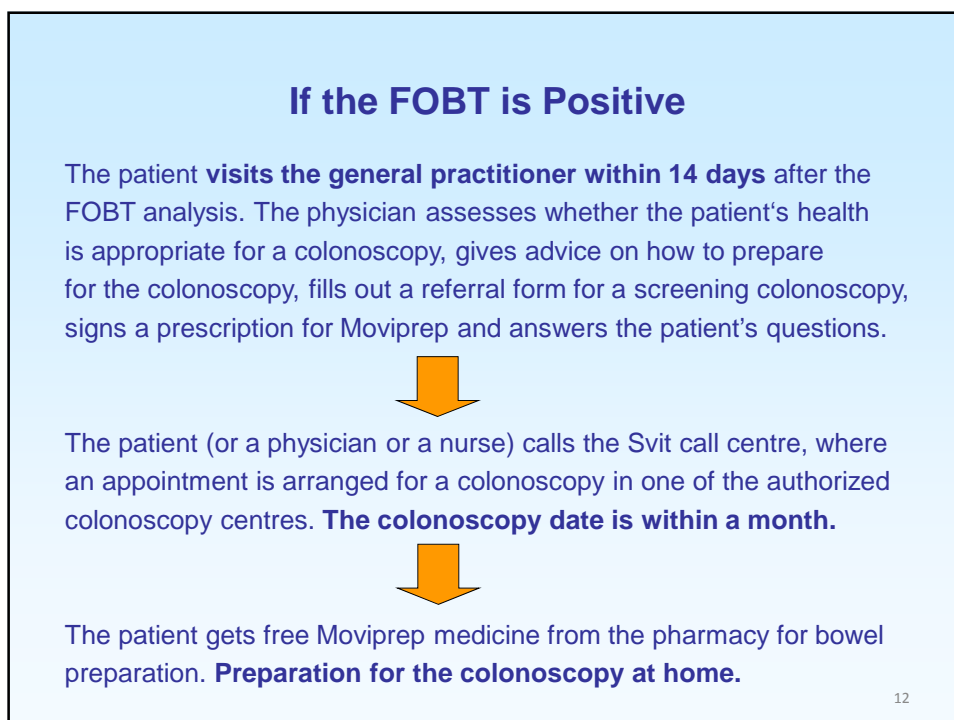 If the FOBT is Positive
The patient visits the general practitioner within 14 days after the
FOBT analysis. The physician assesses whether the patient‘s health
is appropriate for a colonoscopy, gives advice on how to prepare
for the colonoscopy, fills out a referral form for a screening colonoscopy,
signs a prescription for Moviprep and answers the patient’s questions.
The patient (or a physician or a nurse) calls the Svit call centre, where
an appointment is arranged for a colonoscopy in one of the authorized
colonoscopy centres. The colonoscopy date is within a month.
The patient gets free Moviprep medicine from the pharmacy for bowel
preparation. Preparation for the colonoscopy at home.
12